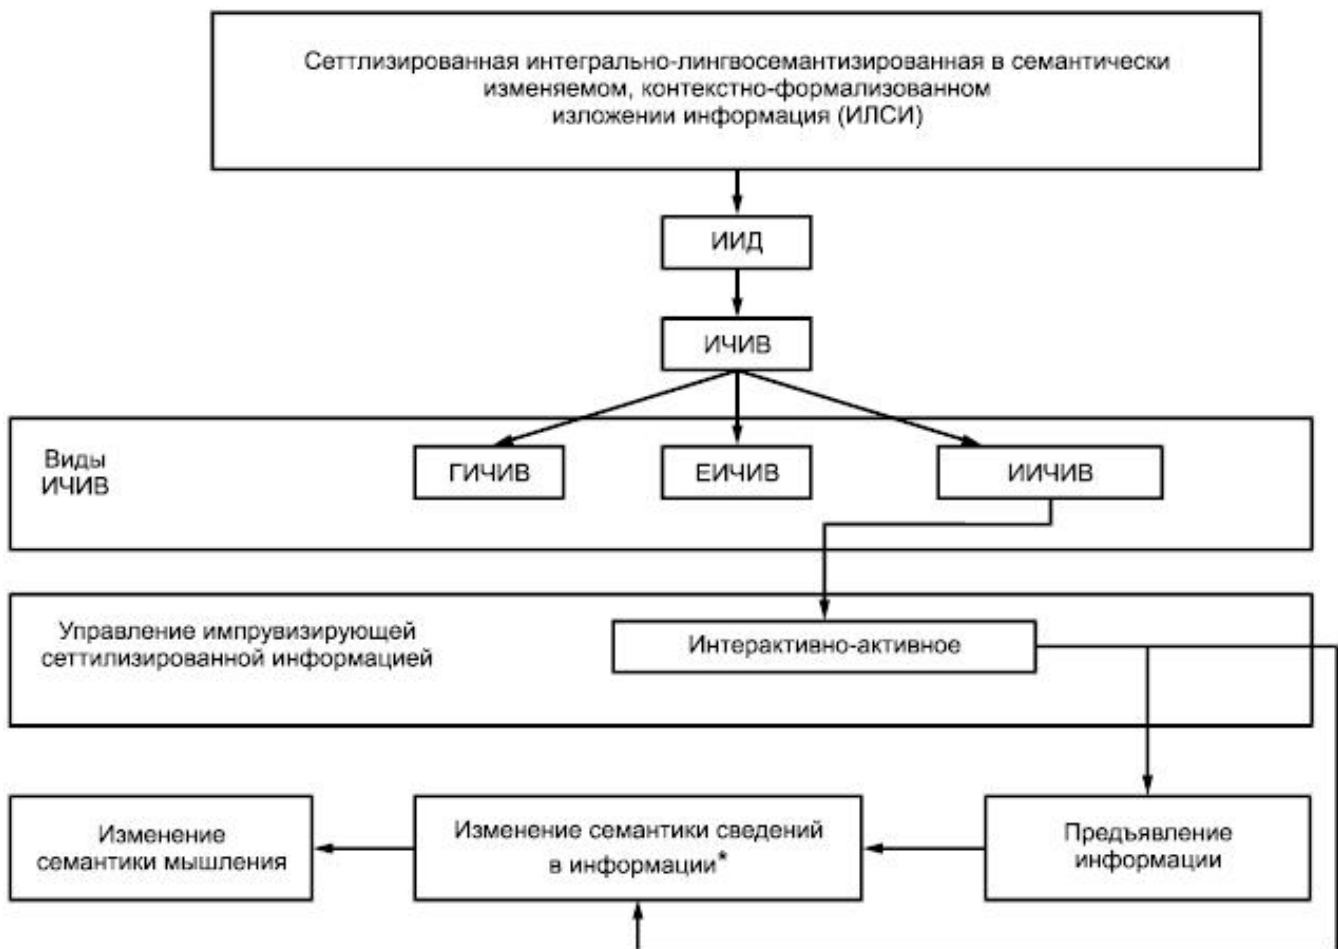 Сеттлизированная интегрально-лингвосемантизированная в семантически
изменяемом, контекстно-формализованном
изложении информация (ИЛСИ)
ИИД
ИЧИВ
Виды
ИЧИВ
ГИЧИВ
ЕИЧИВ
ИИЧИВ
Управление импрувизирующей
сеттилизированной информацией
Интерактивно-активное
Изменение
семантики мышления
Изменение семантики сведений
в информации*
Предъявление
информации